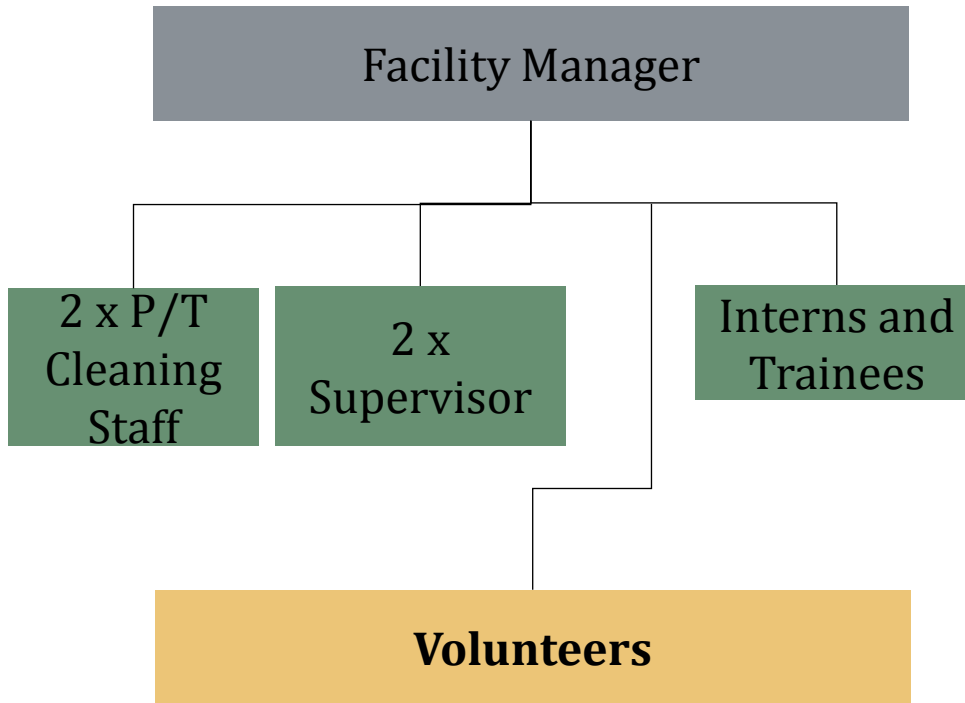 Facility Manager
2 x P/T
Cleaning
Staff
2 x
Supervisor
Interns and
Trainees
Volunteers